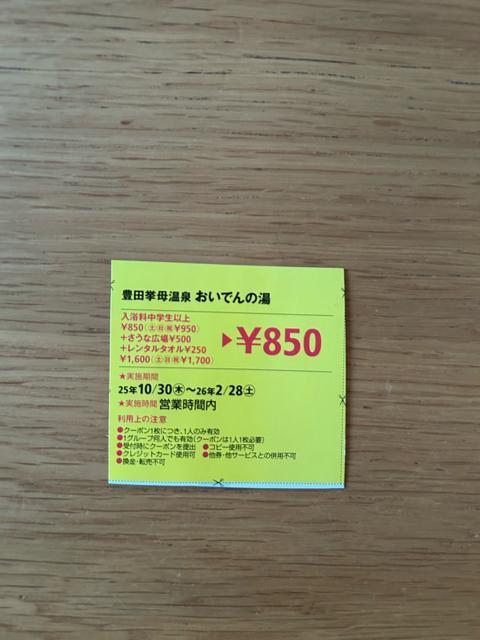 豊田挙母温泉 おいでんの湯
入浴料中学生以上
¥850(土日祝¥950)
+さうな広場¥500
+レンタルタオル¥250
¥1,600(土日祝¥1,700)
▶¥850
★実施期間
25年10/30(木)〜26年2/28(土)
★実施時間 営業時間内
利用上の注意
●クーポン1枚につき、1人のみ有効
●1グループ何人でも有効(クーポンは1人1枚必要)
●受付時にクーポンを提出 ●コピー使用不可
●クレジットカード使用可 ●他券・他サービスとの併用不可
●換金・転売不可